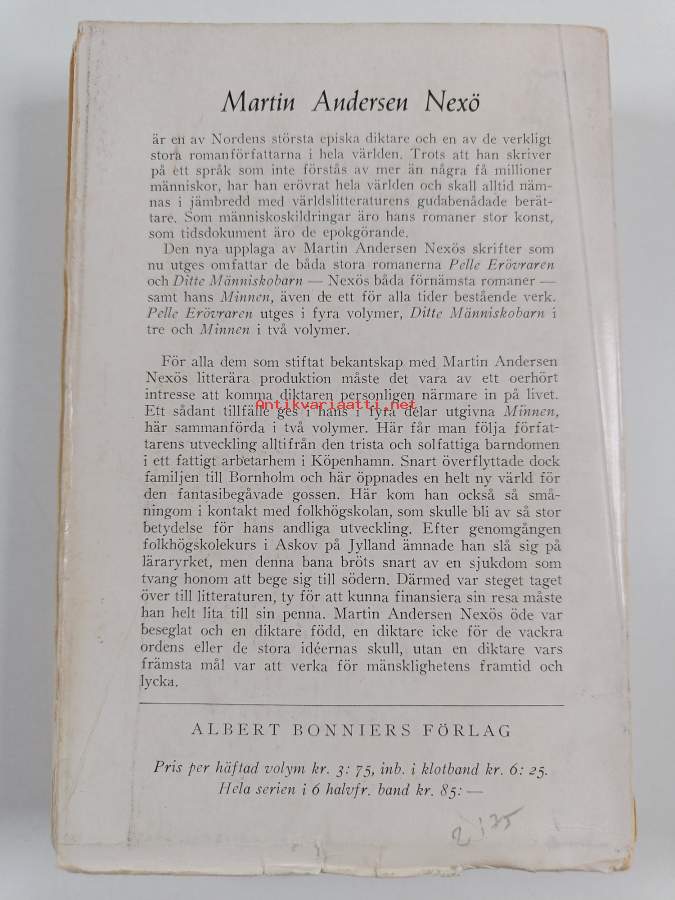 Martin Andersen Nexö
är en av Nordens största episka diktare och en av de verkligt
stora romanförfattarna i hela världen. Trots att han skriver
på ett språk som inte förstås av mer än några få millioner
människor, har han erövrat hela världen och skall alltid näm-
nas i jämbredd med världslitteraturens gudabenådade berät-
tare. Som människoskildringar äro hans romaner stor konst,
som tidsdokument äro de epokgörande.
Den nya upplaga av Martin Andersen Nexös skrifter som
nu utges omfattar de båda stora romanerna Pelle Erövraren
och Ditte Människobarn — Nexös båda förnämsta romaner —
samt hans Minnen, även de ett för alla tider bestående verk.
Pelle Erövraren utges i fyra volymer, Ditte Människobarn i
tre och Minnen i två volymer.
För alla dem som stiftat bekantskap med Martin Andersen
Nexös litterära produktion måste det vara av ett oerhört
intresse att komma diktaren personligen närmare in på livet.
Antikvariaatti.net
Ett sådant tillfälle ges i hans i fyra delar utgivna Minnen,
här sammanförda i två volymer. Här får man följa förfat-
tarens utveckling alltifrån den trista och solfattiga barndomen
i ett fattigt arbetarhem i Köpenhamn. Snart överflyttade dock
familjen till Bornholm och här öppnades en helt ny värld för
den fantasibegåvade gossen. Här kom han också så små-
ningom i kontakt med folkhögskolan, som skulle bli av så stor
betydelse för hans andliga utveckling. Efter genomgången
folkhögskolekurs i Askov på Jylland ämnade han slå sig på
läraryrket, men denna bana bröts snart av en sjukdom som
tvang honom att bege sig till södern. Därmed var steget taget
över till litteraturen, ty för att kunna finansiera sin resa måste
han helt lita till sin penna. Martin Andersen Nexös öde var
beseglat och en diktare född, en diktare icke för de vackra
ordens eller de stora idéernas skull, utan en diktare vars
främsta mål var att verka för mänsklighetens framtid och
lycka.
ALBERT BONNIERS FÖRLAG
Pris per häftad volym kr. 3: 75, inb. i klotband kr. 6: 25.
Hela serien i 6 halvfr. band kr. 85: —